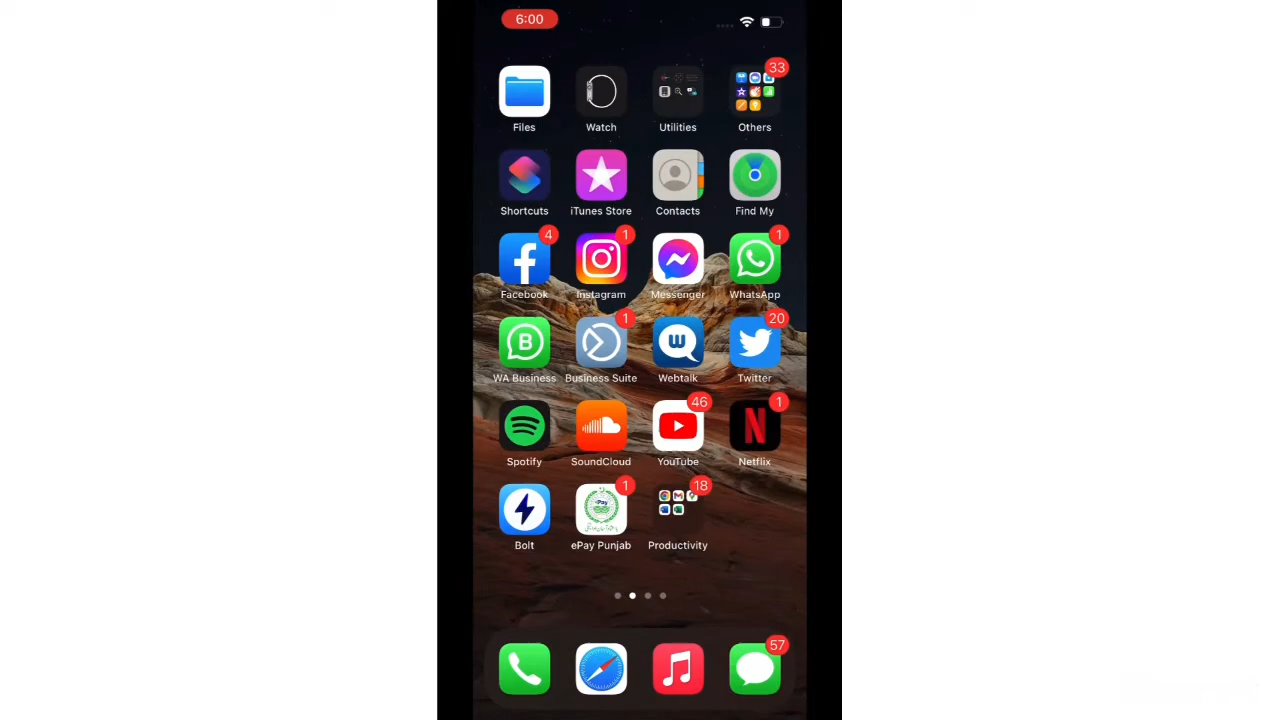 6:00
33
Files Watch Utilities Others
Shortcuts iTunes Store Contacts Find My
4 1 1
Facebook Instagram Messenger WhatsApp
B 1 W 20
WA Business Business Suite Webtalk Twitter
46 1
N
Spotify SoundCloud YouTube Netflix
1 18
ePay
Bolt ePay Punjab Productivity
57